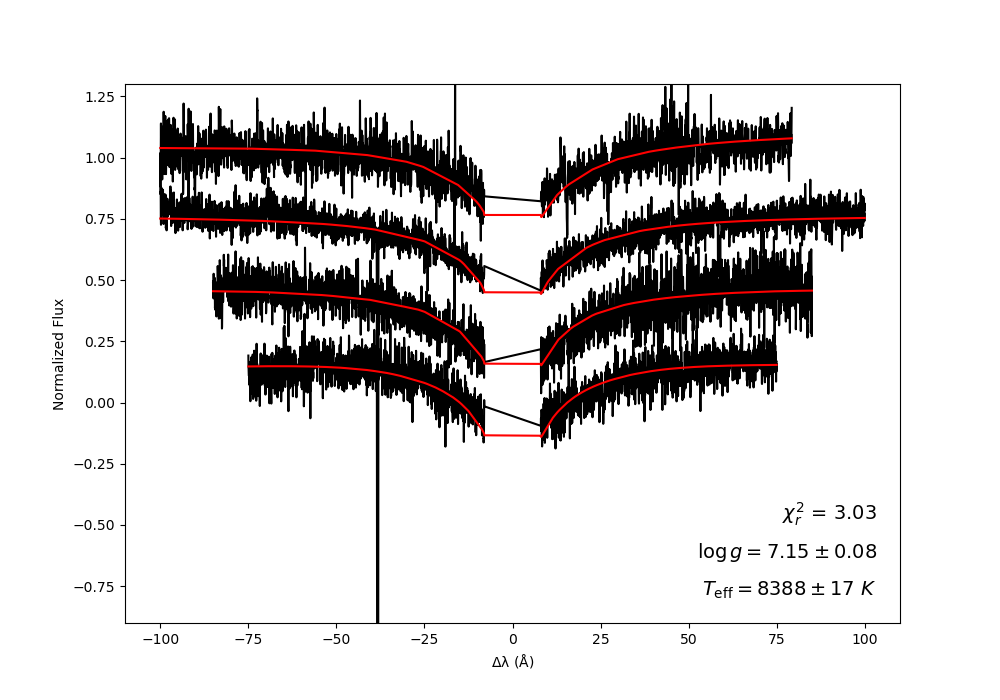 1.25
1.00
0.75
0.50
0.25
0.00
−0.25
−0.50
−0.75
Normalized Flux
χ²ᵣ = 3.03
log g = 7.15 ± 0.08
T_eff = 8388 ± 17 K
−100 −75 −50 −25 0 25 50 75 100
Δλ (Å)